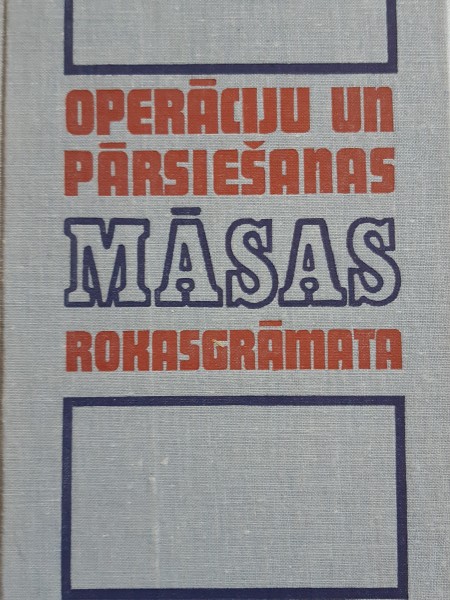 OPERĀCIJU UN
PĀRSIEŠANAS
MĀSAS
ROKASGRĀMATA